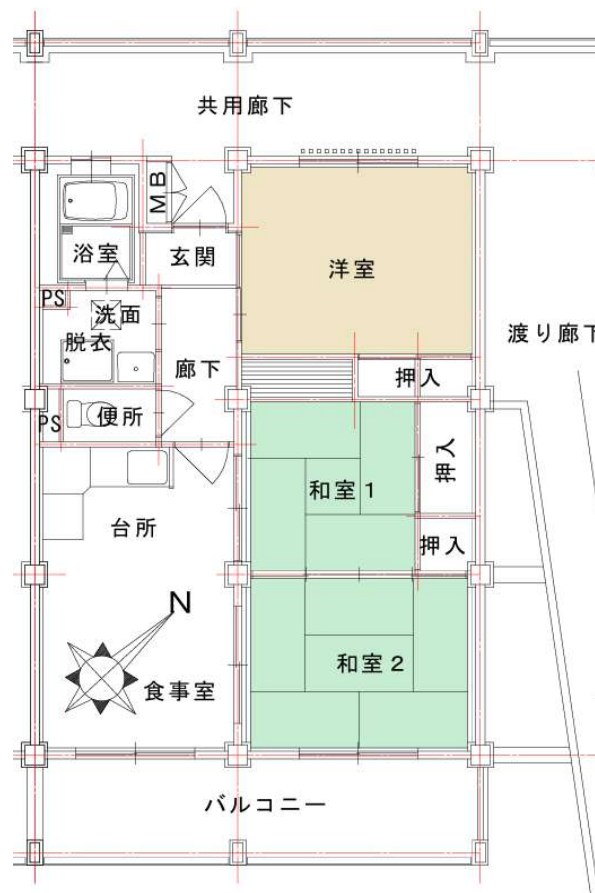 共用廊下
MB
浴室
玄関
洋室
PS
洗面
脱衣
廊下
渡り廊下
押入
PS
便所
和室1
押入
台所
押入
N
和室2
食事室
バルコニー